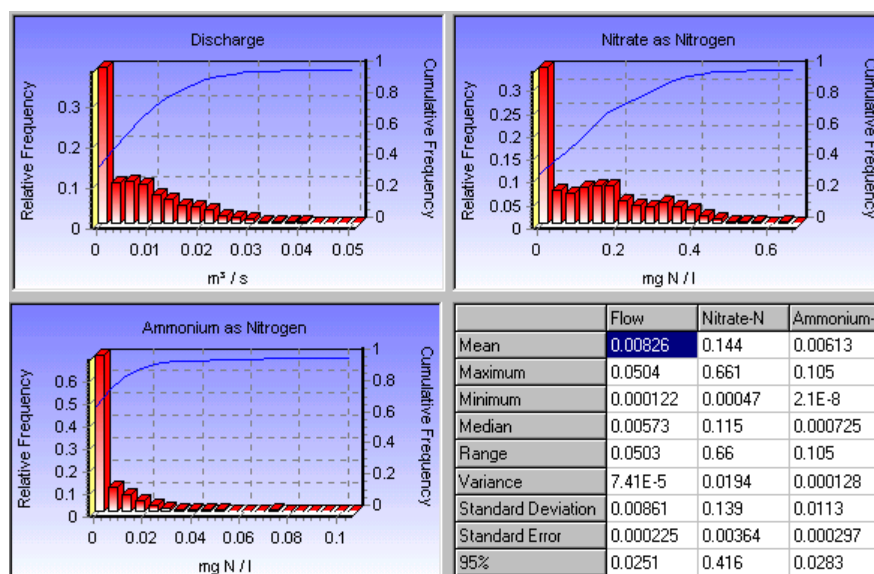 Discharge
Relative Frequency
0.3
0.2
0.1
0
1
0.8
0.6
0.4
0.2
0
Cumulative Frequency
0 0.01 0.02 0.03 0.04 0.05
m³ / s
Nitrate as Nitrogen
Relative Frequency
0.3
0.25
0.2
0.15
0.1
0.05
0
1
0.8
0.6
0.4
0.2
0
Cumulative Frequency
0 0.2 0.4 0.6
mg N / l
Ammonium as Nitrogen
Relative Frequency
0.6
0.5
0.4
0.3
0.2
0.1
0
1
0.8
0.6
0.4
0.2
0
Cumulative Frequency
0 0.02 0.04 0.06 0.08 0.1
mg N / l
Flow Nitrate-N Ammonium-
Mean 0.00826 0.144 0.00613
Maximum 0.0504 0.661 0.105
Minimum 0.000122 0.00047 2.1E-8
Median 0.00573 0.115 0.000725
Range 0.0503 0.66 0.105
Variance 7.41E-5 0.0194 0.000128
Standard Deviation 0.00861 0.139 0.0113
Standard Error 0.000225 0.00364 0.000297
95% 0.0251 0.416 0.0283